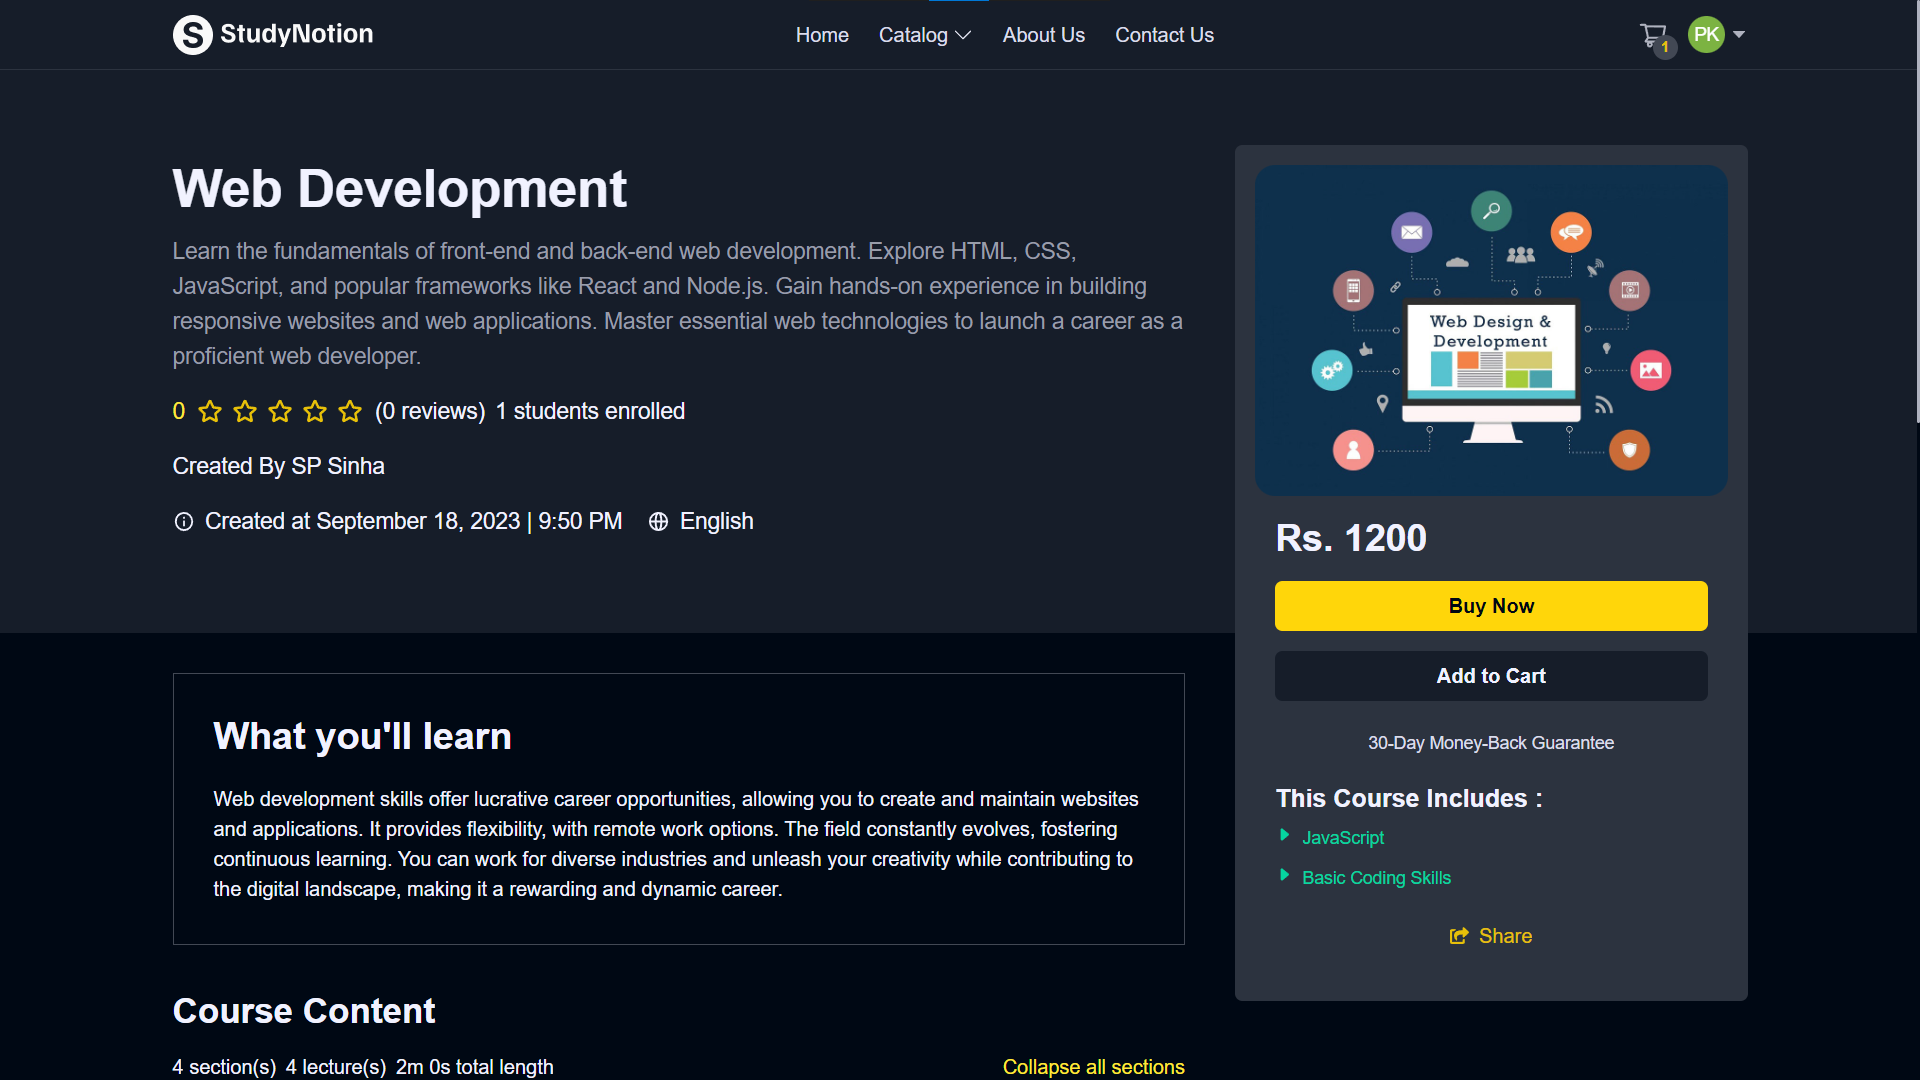 S StudyNotion
Home Catalog About Us Contact Us
1 PK
Web Development
Learn the fundamentals of front-end and back-end web development. Explore HTML, CSS,
JavaScript, and popular frameworks like React and Node.js. Gain hands-on experience in building
responsive websites and web applications. Master essential web technologies to launch a career as a
proficient web developer.
0 (0 reviews) 1 students enrolled
Created By SP Sinha
Created at September 18, 2023 | 9:50 PM English
Web Design &
Development
Rs. 1200
Buy Now
Add to Cart
30-Day Money-Back Guarantee
This Course Includes :
JavaScript
Basic Coding Skills
Share
What you'll learn
Web development skills offer lucrative career opportunities, allowing you to create and maintain websites
and applications. It provides flexibility, with remote work options. The field constantly evolves, fostering
continuous learning. You can work for diverse industries and unleash your creativity while contributing to
the digital landscape, making it a rewarding and dynamic career.
Course Content
4 section(s) 4 lecture(s) 2m 0s total length
Collapse all sections